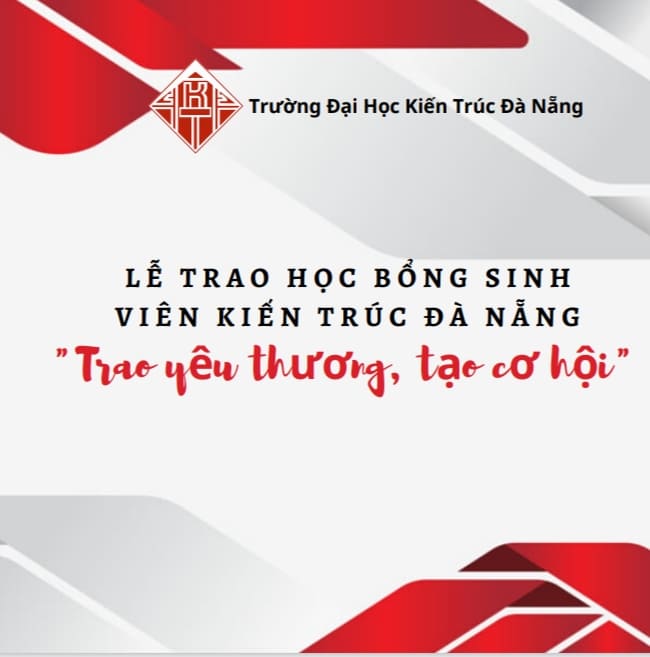 Trường Đại Học Kiến Trúc Đà Nẵng
LỄ TRAO HỌC BỔNG SINH
VIÊN KIẾN TRÚC ĐÀ NẴNG
" Trao yêu thương, tạo cơ hội"